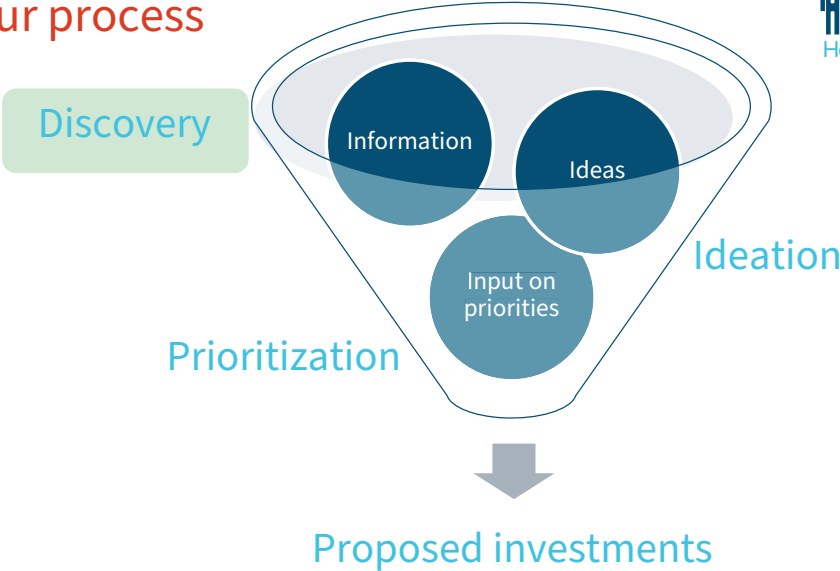 ur process
Discovery
Information
Ideas
Ideation
Input on
priorities
Prioritization
Proposed investments